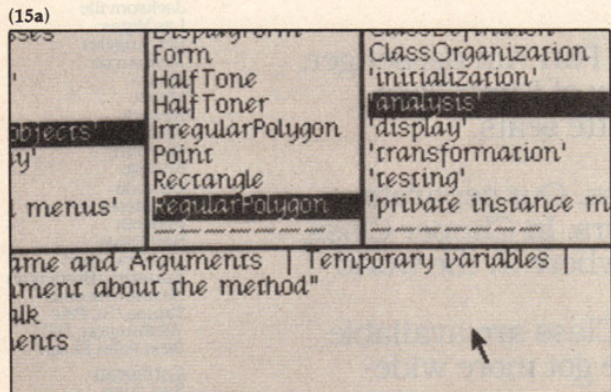 (15a)
Form
HalfTone
HalfToner
IrregularPolygon
Point
Rectangle
RegularPolygon
ClassOrganization
'initialization'
'analysis'
'display'
'transformation'
'testing'
'private instance m
objects'
menus'
ame and Arguments | Temporary variables |
ment about the method"
alk
ents